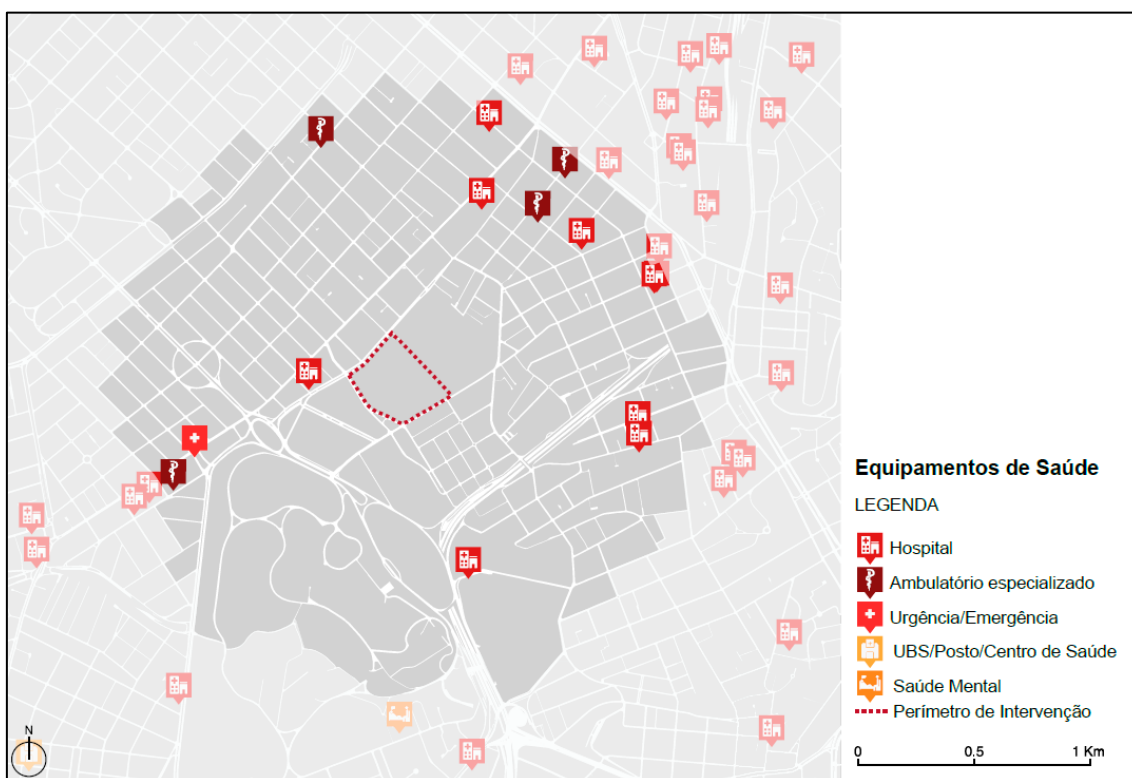 Equipamentos de Saúde
LEGENDA
Hospital
Ambulatório especializado
Urgência/Emergência
UBS/Posto/Centro de Saúde
Saúde Mental
Perímetro de Intervenção
N
0 0.5 1 Km